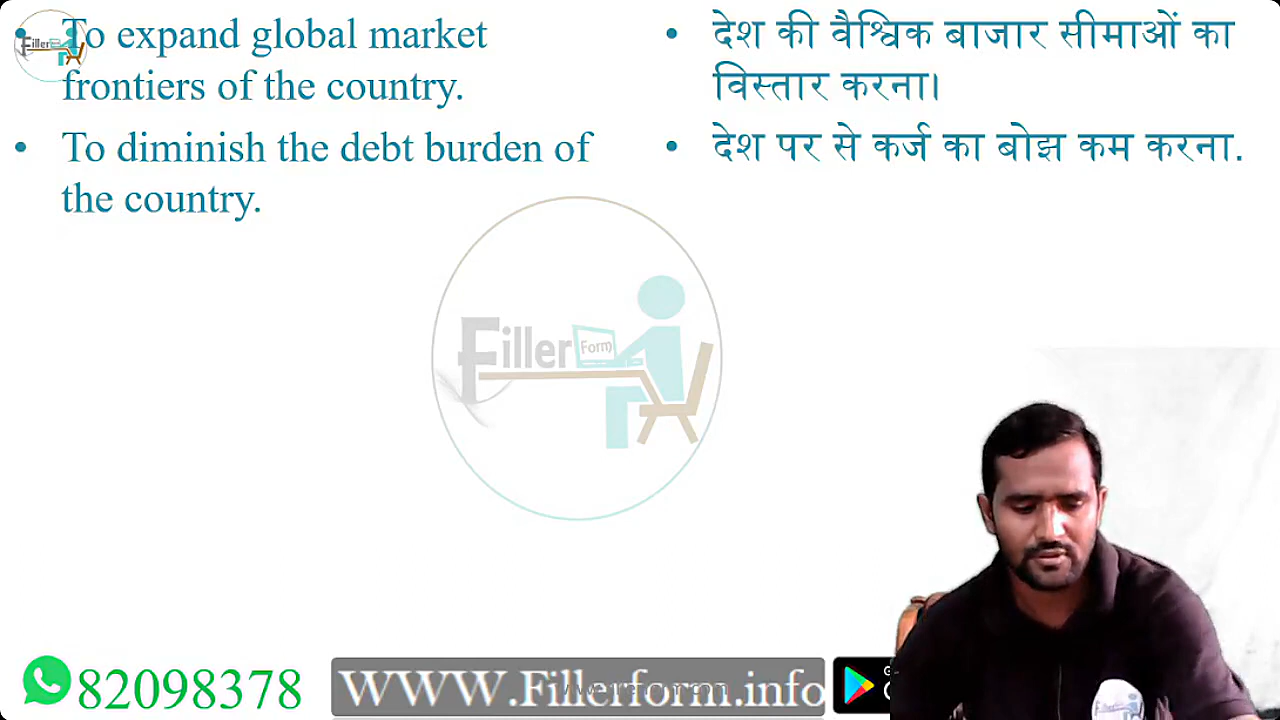 To expand global market
frontiers of the country.
To diminish the debt burden of
the country.
देश की वैश्विक बाजार सीमाओं का
विस्तार करना।
देश पर से कर्ज का बोझ कम करना.
Filler Form
82098378
WWW.Fillerform.info